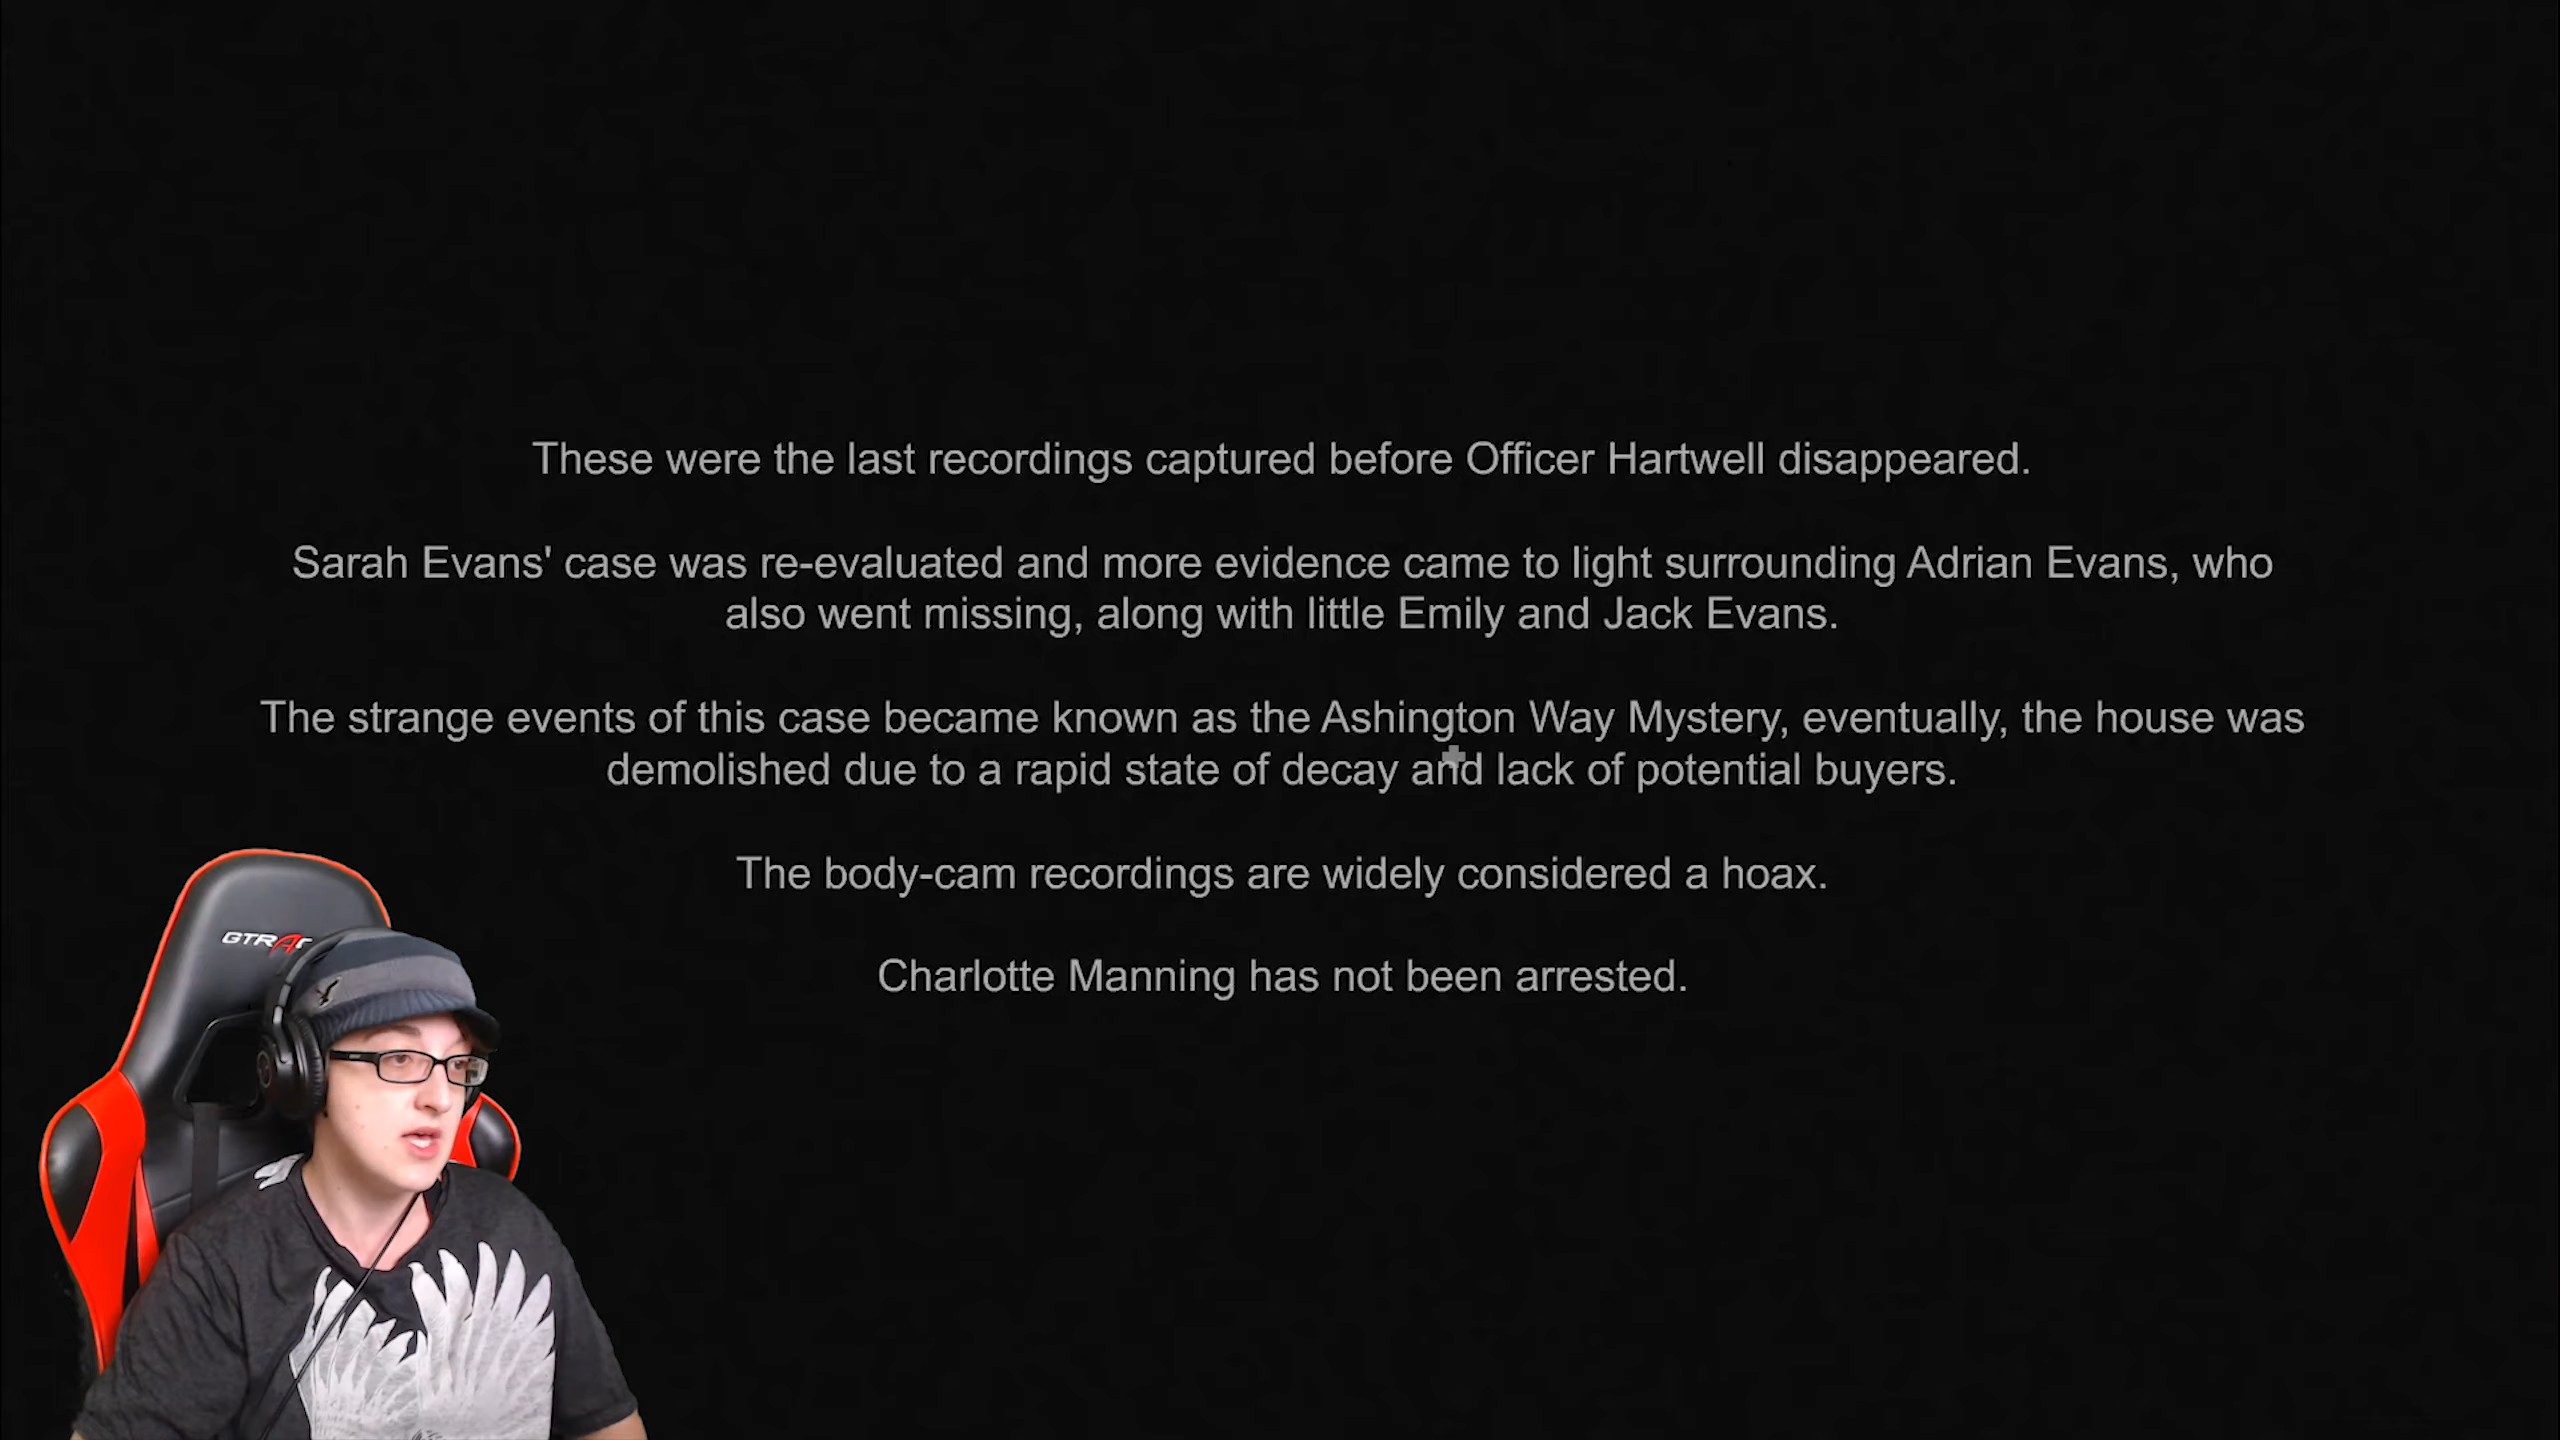 These were the last recordings captured before Officer Hartwell disappeared.
Sarah Evans' case was re-evaluated and more evidence came to light surrounding Adrian Evans, who
also went missing, along with little Emily and Jack Evans.
The strange events of this case became known as the Ashington Way Mystery, eventually, the house was
demolished due to a rapid state of decay and lack of potential buyers.
The body-cam recordings are widely considered a hoax.
Charlotte Manning has not been arrested.